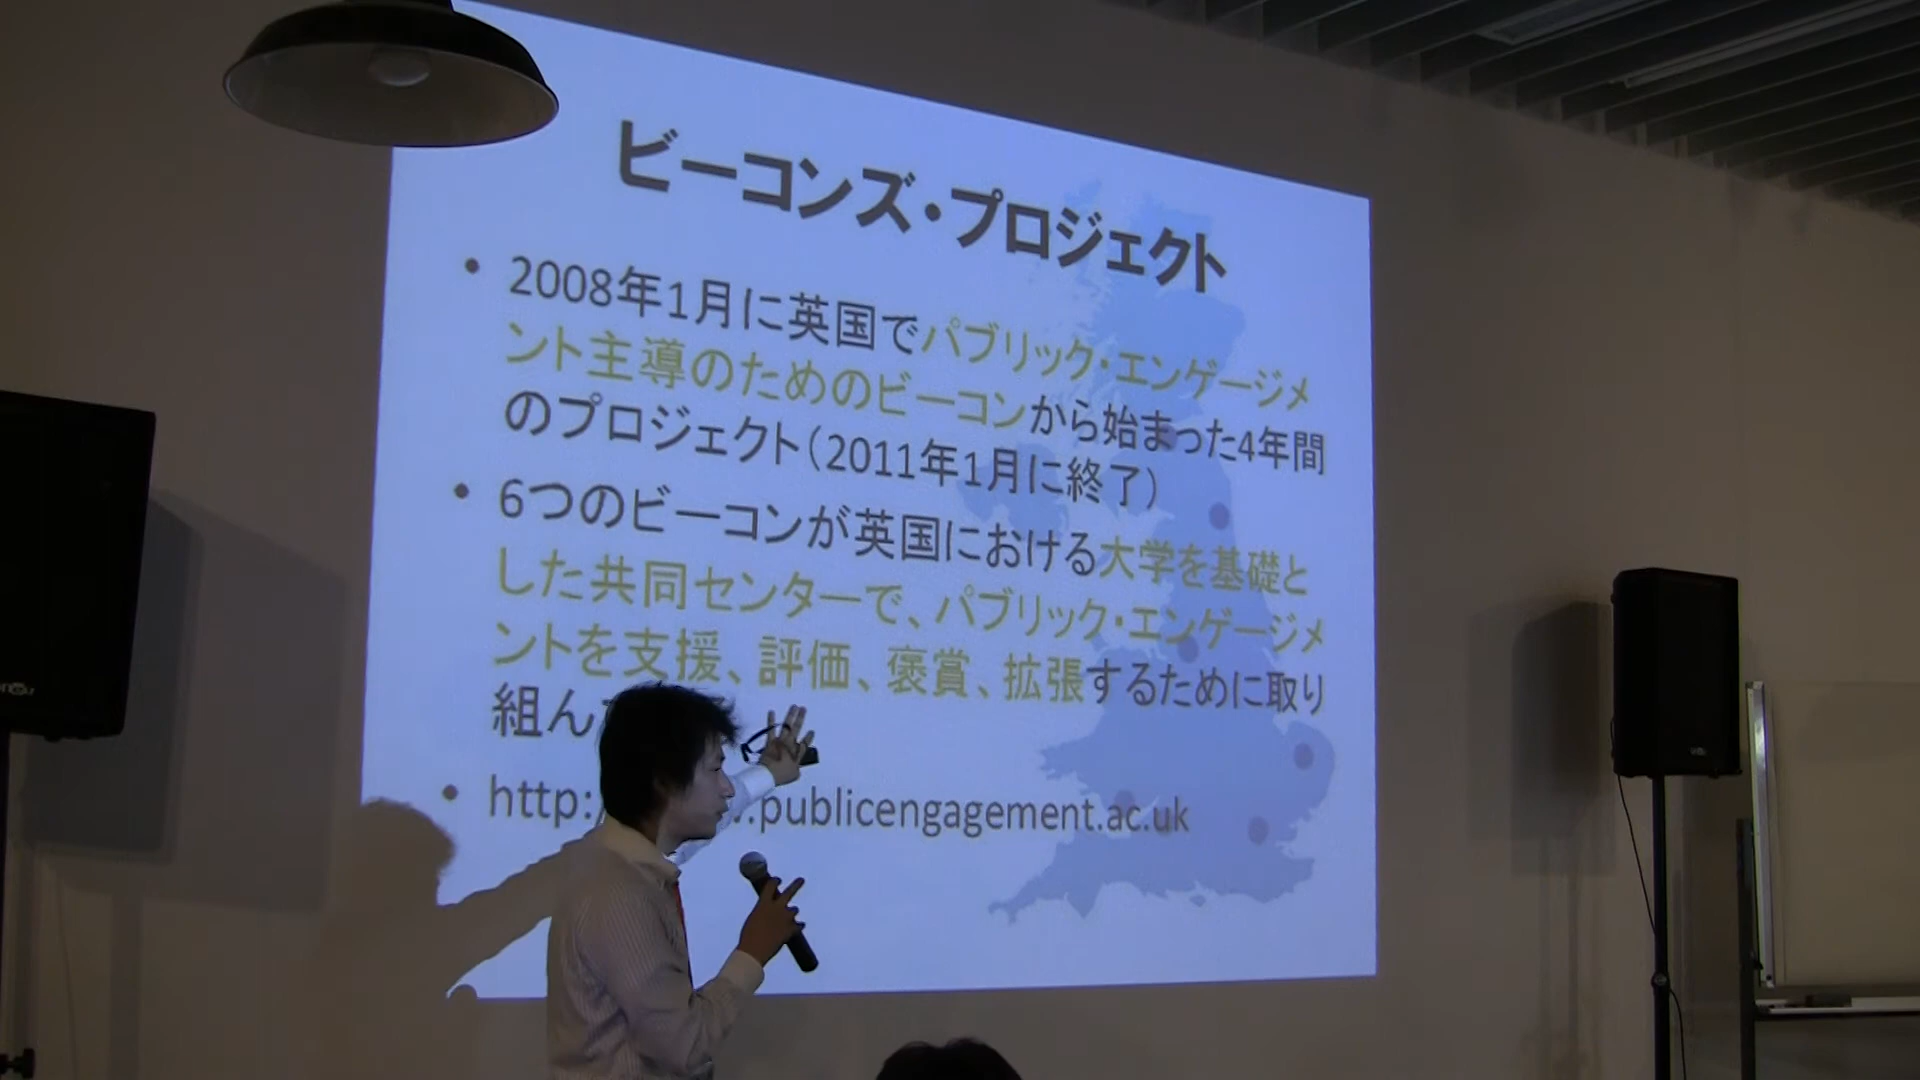 ビーコンズ・プロジェクト
• 2008年1月に英国でパブリック・エンゲージメ
ント主導のためのビーコンから始まった4年間
のプロジェクト(2011年1月に終了)
• 6つのビーコンが英国における大学を基礎と
した共同センターで、パブリック・エンゲージメ
ントを支援、評価、褒賞、拡張するために取り
組ん
• http:/ .publicengagement.ac.uk